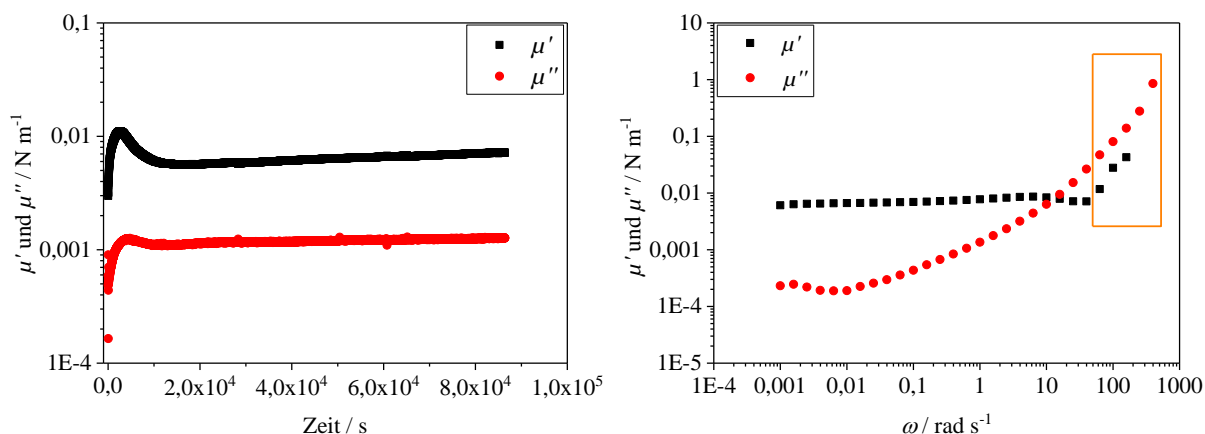 0,1
0,01
0,001
1E-4
μ' und μ'' / N m⁻¹
μ'
μ''
0,0
2,0x10⁴
4,0x10⁴
6,0x10⁴
8,0x10⁴
1,0x10⁵
Zeit / s
10
1
0,1
0,01
0,001
1E-4
1E-5
μ' und μ'' / N m⁻¹
μ'
μ''
1E-4
0,001
0,01
0,1
1
10
100
1000
ω / rad s⁻¹